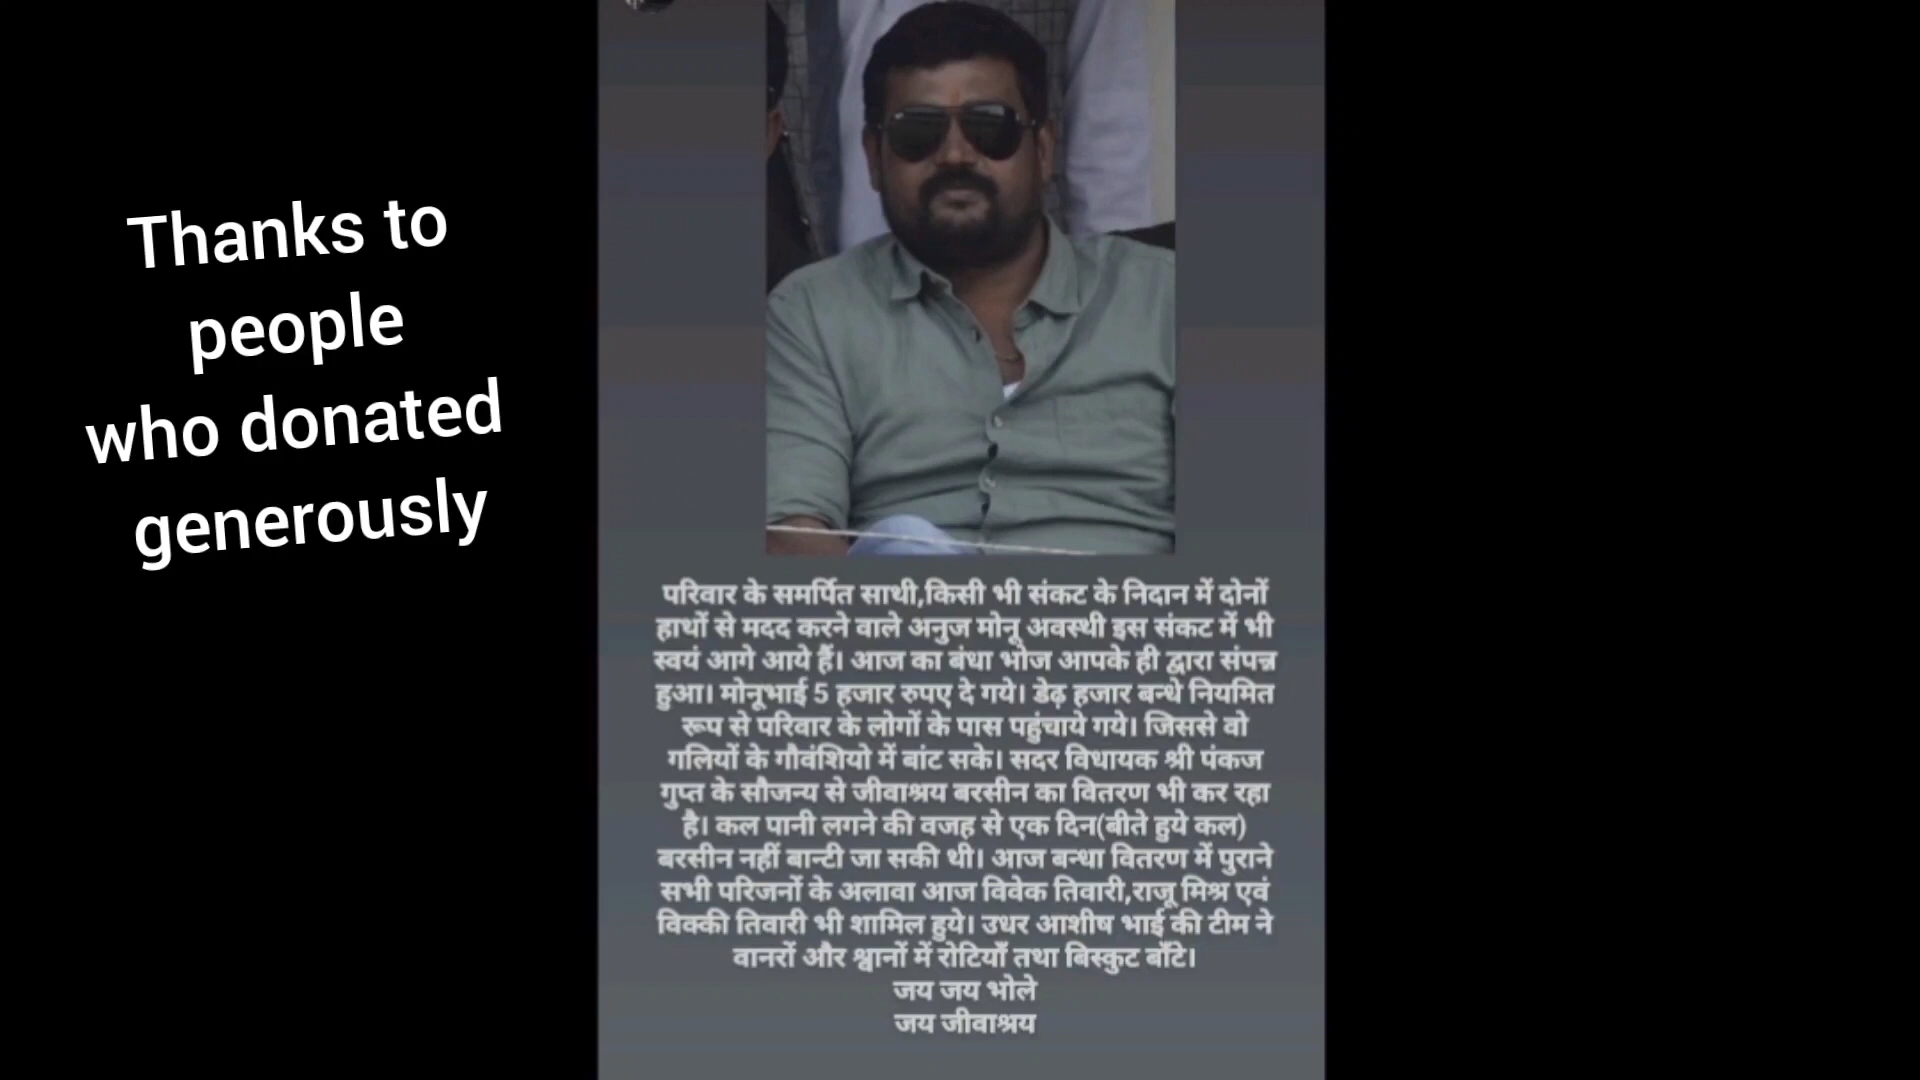 Thanks to
people
who donated
generously
परिवार के समर्पित साथी,किसी भी संकट के निदान में दोनों
हाथों से मदद करने वाले अनुज मोनू अवस्थी इस संकट में भी
स्वयं आगे आये हैं। आज का बंधा भोज आपके ही द्वारा संपन्न
हुआ। मोनूभाई 5 हजार रुपए दे गये। डेढ़ हजार बन्धे नियमित
रूप से परिवार के लोगों के पास पहुंचाये गये। जिससे वो
गलियों के गौवंशियो में बांट सके। सदर विधायक श्री पंकज
गुप्त के सौजन्य से जीवाश्रय बरसीन का वितरण भी कर रहा
है। कल पानी लगने की वजह से एक दिन(बीते हुये कल)
बरसीन नहीं बान्टी जा सकी थी। आज बन्धा वितरण में पुराने
सभी परिजनों के अलावा आज विवेक तिवारी,राजू मिश्र एवं
विक्की तिवारी भी शामिल हुये। उधर आशीष भाई की टीम ने
वानरों और श्वानों में रोटियाँ तथा बिस्कुट बाँटे।
जय जय भोले
जय जीवाश्रय